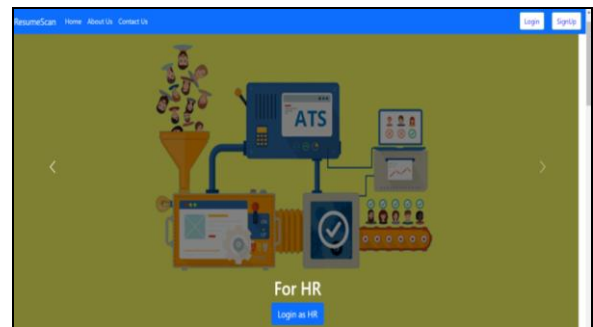 ResumeScan Home About Us Contact Us Login SignUp
ATS
For HR
Login as HR